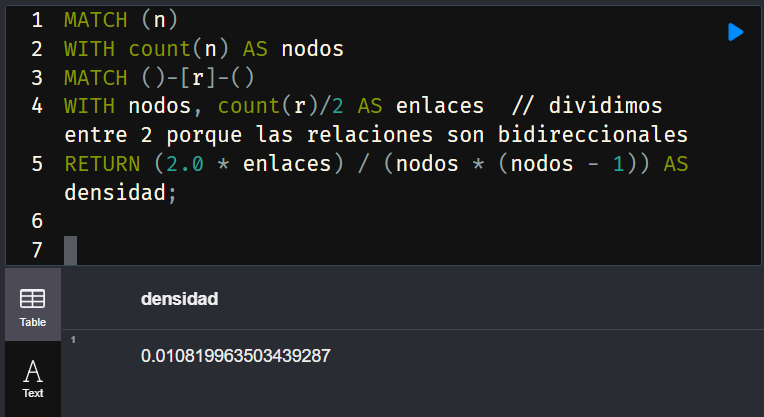 1 MATCH (n)
2 WITH count(n) AS nodos
3 MATCH ()-[r]-()
4 WITH nodos, count(r)/2 AS enlaces  // dividimos
entre 2 porque las relaciones son bidireccionales
5 RETURN (2.0 * enlaces) / (nodos * (nodos - 1)) AS
densidad;
6
7
Table
densidad
1
0.010819963503439287
A
Text